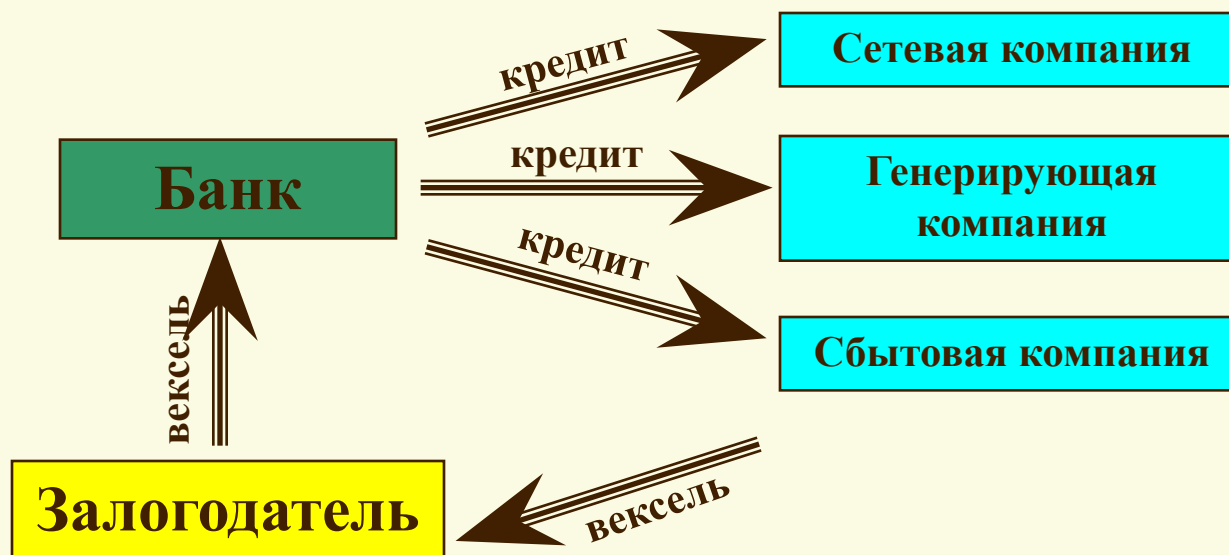 кредит
Сетевая компания
Банк
кредит
Генерирующая
компания
кредит
Сбытовая компания
вексель
вексель
Залогодатель